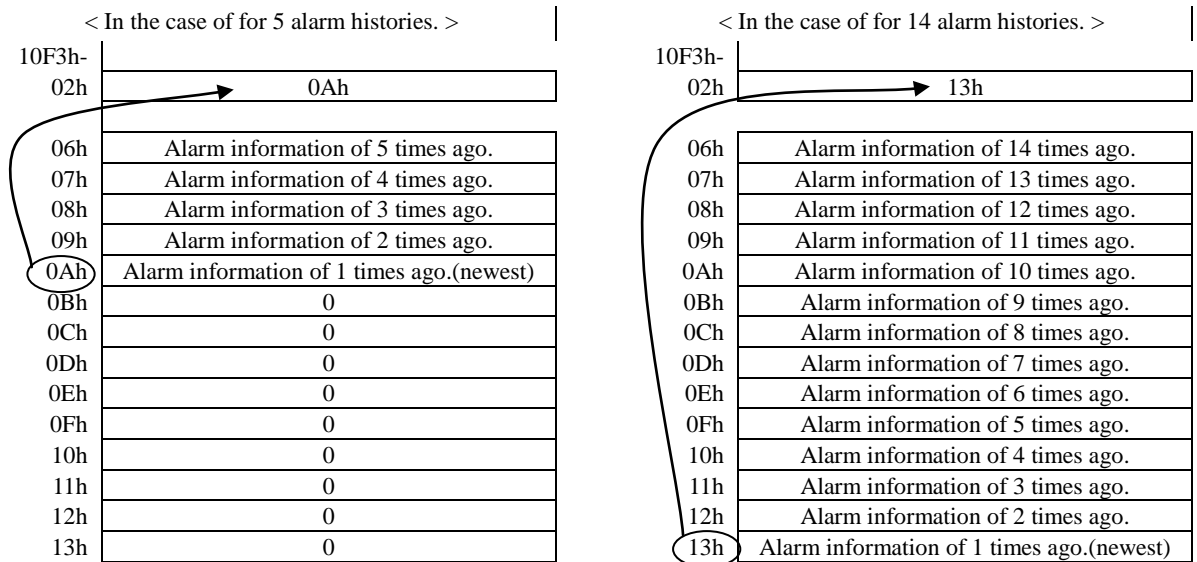 < In the case of for 5 alarm histories. >
10F3h-
02h 0Ah
06h Alarm information of 5 times ago.
07h Alarm information of 4 times ago.
08h Alarm information of 3 times ago.
09h Alarm information of 2 times ago.
0Ah Alarm information of 1 times ago.(newest)
0Bh 0
0Ch 0
0Dh 0
0Eh 0
0Fh 0
10h 0
11h 0
12h 0
13h 0
< In the case of for 14 alarm histories. >
10F3h-
02h 13h
06h Alarm information of 14 times ago.
07h Alarm information of 13 times ago.
08h Alarm information of 12 times ago.
09h Alarm information of 11 times ago.
0Ah Alarm information of 10 times ago.
0Bh Alarm information of 9 times ago.
0Ch Alarm information of 8 times ago.
0Dh Alarm information of 7 times ago.
0Eh Alarm information of 6 times ago.
0Fh Alarm information of 5 times ago.
10h Alarm information of 4 times ago.
11h Alarm information of 3 times ago.
12h Alarm information of 2 times ago.
13h Alarm information of 1 times ago.(newest)